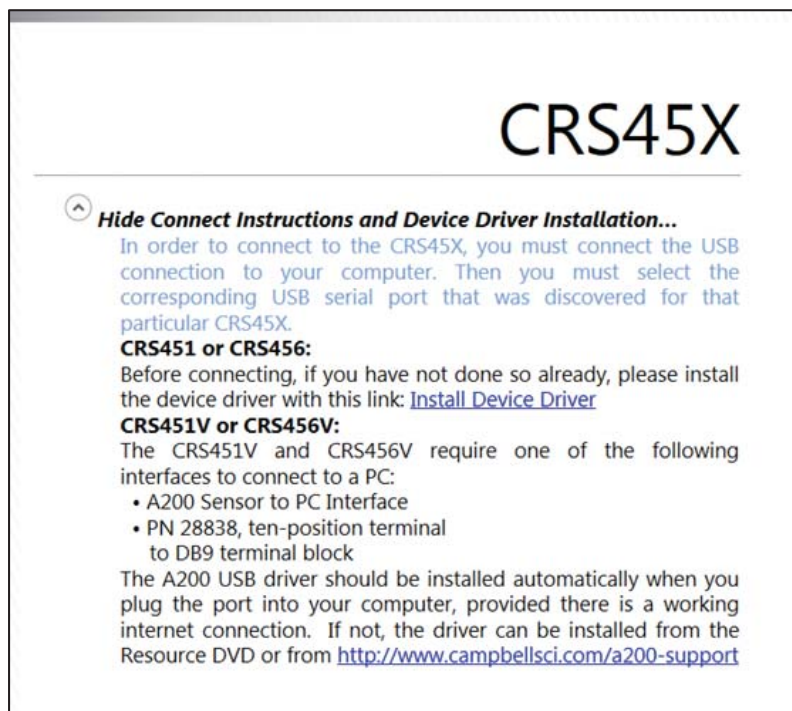 CRS45X
Hide Connect Instructions and Device Driver Installation...
In order to connect to the CRS45X, you must connect the USB
connection to your computer. Then you must select the
corresponding USB serial port that was discovered for that
particular CRS45X.
CRS451 or CRS456:
Before connecting, if you have not done so already, please install
the device driver with this link: Install Device Driver
CRS451V or CRS456V:
The CRS451V and CRS456V require one of the following
interfaces to connect to a PC:
• A200 Sensor to PC Interface
• PN 28838, ten-position terminal
to DB9 terminal block
The A200 USB driver should be installed automatically when you
plug the port into your computer, provided there is a working
internet connection.  If not, the driver can be installed from the
Resource DVD or from http://www.campbellsci.com/a200-support